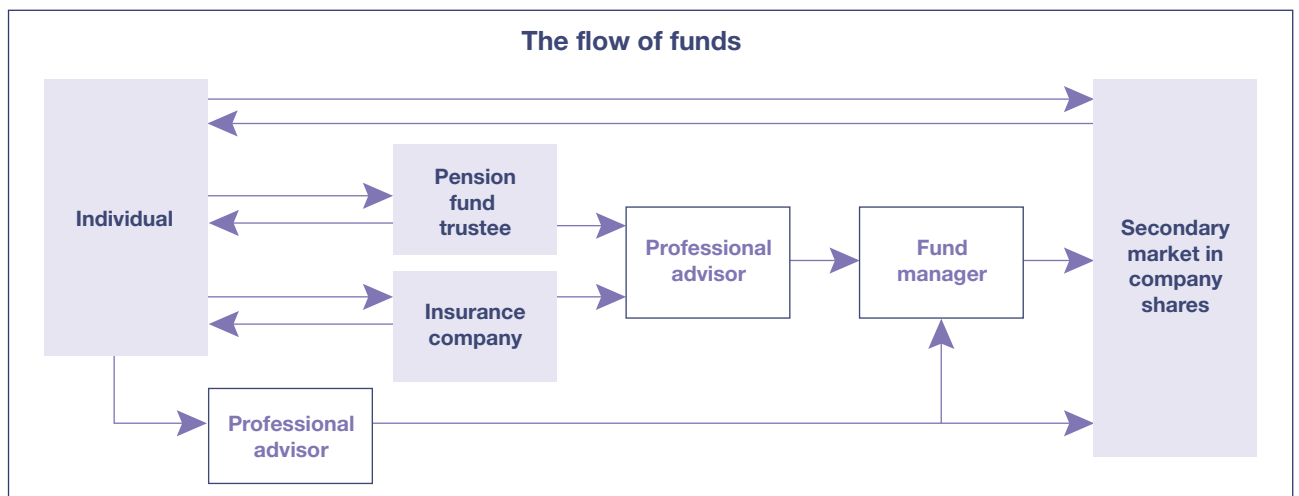 The flow of funds
Individual
Pension
fund
trustee
Insurance
company
Professional
advisor
Professional
advisor
Fund
manager
Secondary
market in
company
shares